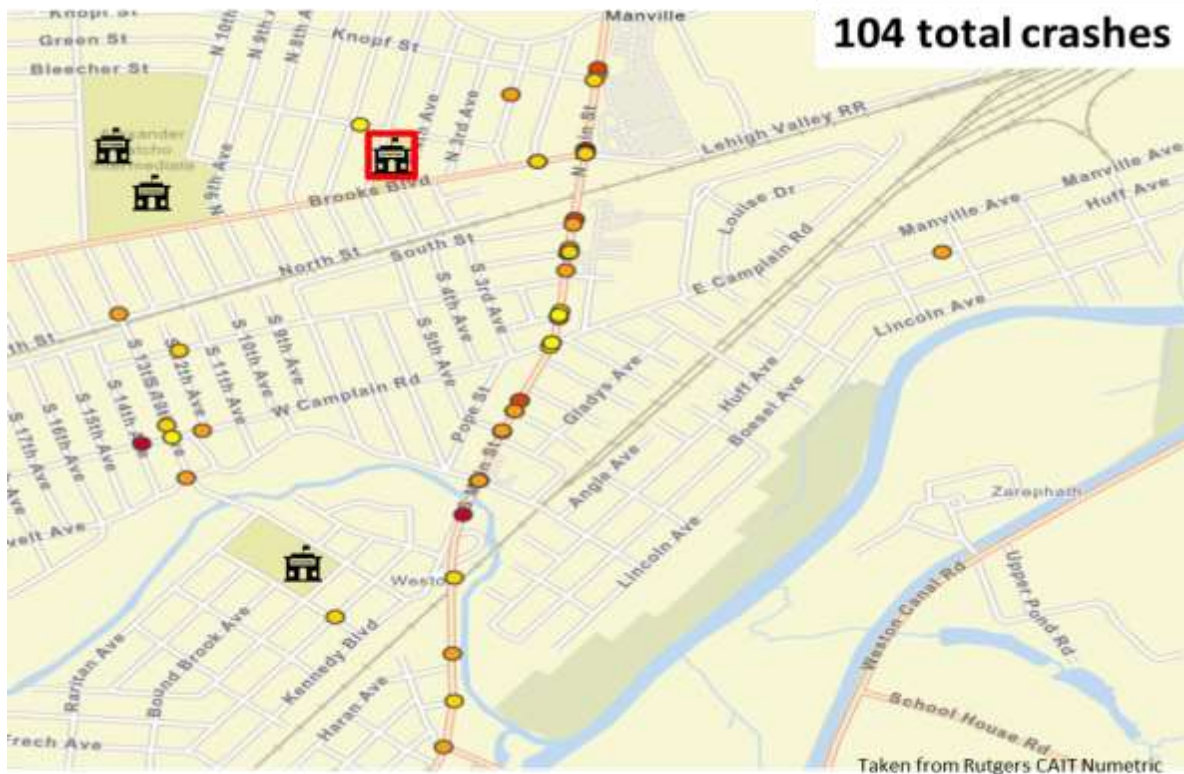 104 total crashes
Manville
Knopf St
Green St
Bleecher St
N 10th
N 9th Ave
N 8th Ave
Knopf St
N 3rd Ave
N 9th Ave
Brooke Blvd
Lehigh Valley RR
Louise Dr
E Camplain Rd
Manville Ave
Manville Ave
Huff Ave
Lincoln Ave
North St
South St
S 3rd Ave
S 4th Ave
S 5th Ave
S 9th Ave
S 10th Ave
S 11th Ave
S 14th
S 15th Ave
S 16th Ave
S 17th Ave
W Camplain Rd
Pope St
Gladys Ave
Huff Ave
Boesel Ave
Angle Ave
Lincoln Ave
Zarephath
Upper Pond Rd
Weston Canal Rd
School House Rd
Raritan Ave
Bound Brook Ave
Kennedy Blvd
Haran Ave
Frech Ave
Taken from Rutgers CAIT Numetric